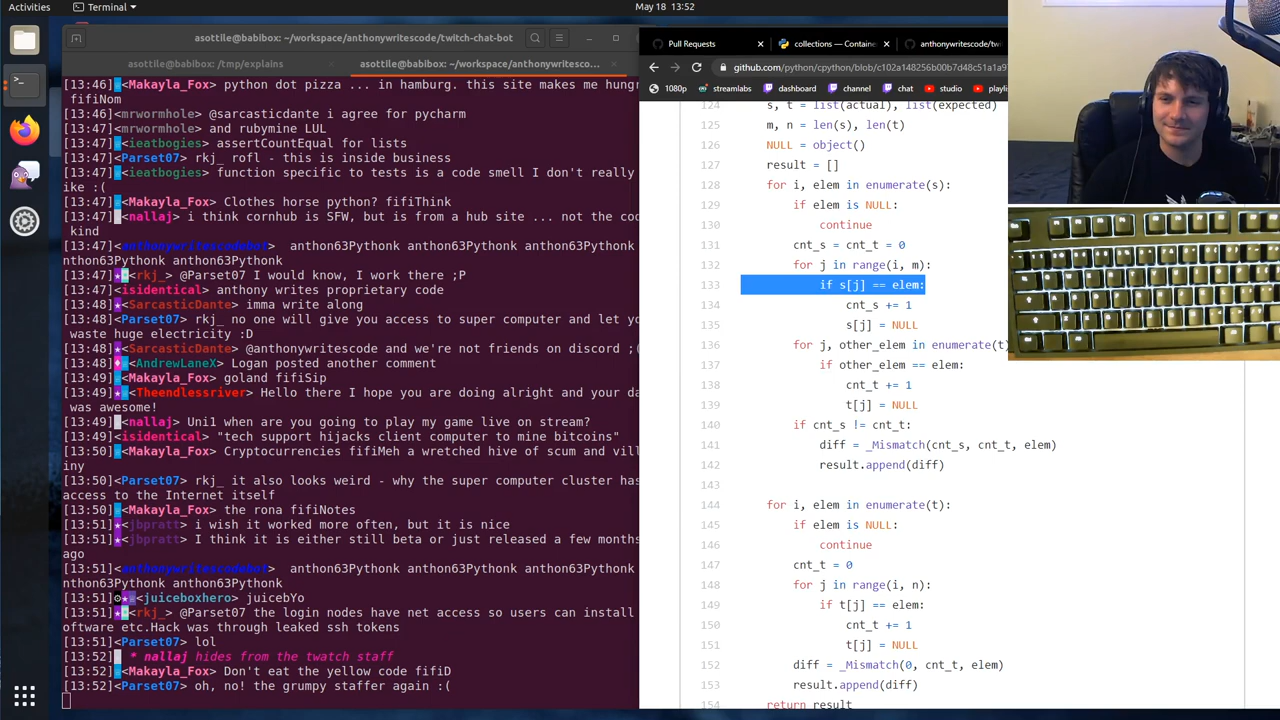 Activities
Terminal
May 18 13:52
asottile@babibox: ~/workspace/anthonywritescode/twitch-chat-bot
asottile@babibox: /tmp/explains
asottile@babibox: ~/workspace/anthonywritesco...
[13:46] <Makayla_Fox> python dot pizza ... in hamburg. this site makes me hung
fifiNom
[13:46] <mrwormhole> @sarcasticdante i agree for pycharm
[13:47] <mrwormhole> and rubymine LUL
[13:47] <ieatbogies> assertCountEqual for lists
[13:47] <Parset07> rkj_ rofl - this is inside business
[13:47] <ieatbogies> function specific to tests is a code smell I don't really
ike :(
[13:47] <Makayla_Fox> Clothes horse python? fifiThink
[13:47] <nallaj> i think cornhub is SFW, but is from a hub site ... not the co
kind
[13:47] <anthonywritescodebot> anthon63Pythonk anthon63Pythonk anthon63Pythonk
anthon63Pythonk
[13:47] <rkj_> @Parset07 I would know, I work there ;P
[13:47] <isidentical> anthony writes proprietary code
[13:48] <SarcasticDante> imma write along
[13:48] <Parset07> rkj_ no one will give you access to super computer and let y
waste huge electricity :D
[13:48] <SarcasticDante> @anthonywritescode and we're not friends on discord ;(
[13:48] <AndrewLaneX> Logan posted another comment
[13:49] <Makayla_Fox> goland fifiSip
[13:49] <Theendlessriver> Hello there I hope you are doing alright and your da
was awesome!
[13:49] <nallaj> Uni1 when are you going to play my game live on stream?
[13:49] <isidentical> "tech support hijacks client computer to mine bitcoins"
[13:50] <Makayla_Fox> Cryptocurrencies fifiMeh a wretched hive of scum and vil
iny
[13:50] <Parset07> rkj_ it also looks weird - why the super computer cluster has
access to the Internet itself
[13:50] <Makayla_Fox> the rona fifiNotes
[13:51] <jbpratt> i wish it worked more often, but it is nice
[13:51] <jbpratt> I think it is either still beta or just released a few months
ago
[13:51] <anthonywritescodebot> anthon63Pythonk anthon63Pythonk anthon63Pythonk
nthon63Pythonk anthon63Pythonk
[13:51] <juiceboxhero> juicebYo
[13:51] <rkj_> @Parset07 the login nodes have net access so users can install
oftware etc.Hack was through leaked ssh tokens
[13:51] <Parset07> lol
[13:52] * nallaj hides from the twatch staff
[13:52] <Makayla_Fox> Don't eat the yellow code fifiD
[13:52] <Parset07> oh, no! the grumpy staffer again :(
Pull Requests
collections — Contain
anthonywritescode/twi
github.com/python/cpython/blob/c102a148256b00b7d48c51a1a9
1080p
streamlabs
dashboard
channel
chat
studio
playlists
124 s, t = list(actual), list(expected)
125 m, n = len(s), len(t)
126 NULL = object()
127 result = []
128 for i, elem in enumerate(s):
129 if elem is NULL:
130 continue
131 cnt_s = cnt_t = 0
132 for j in range(i, m):
133 if s[j] == elem:
134 cnt_s += 1
135 s[j] = NULL
136 for j, other_elem in enumerate(t)
137 if other_elem == elem:
138 cnt_t += 1
139 t[j] = NULL
140 if cnt_s != cnt_t:
141 diff = _Mismatch(cnt_s, cnt_t, elem)
142 result.append(diff)
143
144 for i, elem in enumerate(t):
145 if elem is NULL:
146 continue
147 cnt_t = 0
148 for j in range(i, n):
149 if t[j] == elem:
150 cnt_t += 1
151 t[j] = NULL
152 diff = _Mismatch(0, cnt_t, elem)
153 result.append(diff)
154 return result